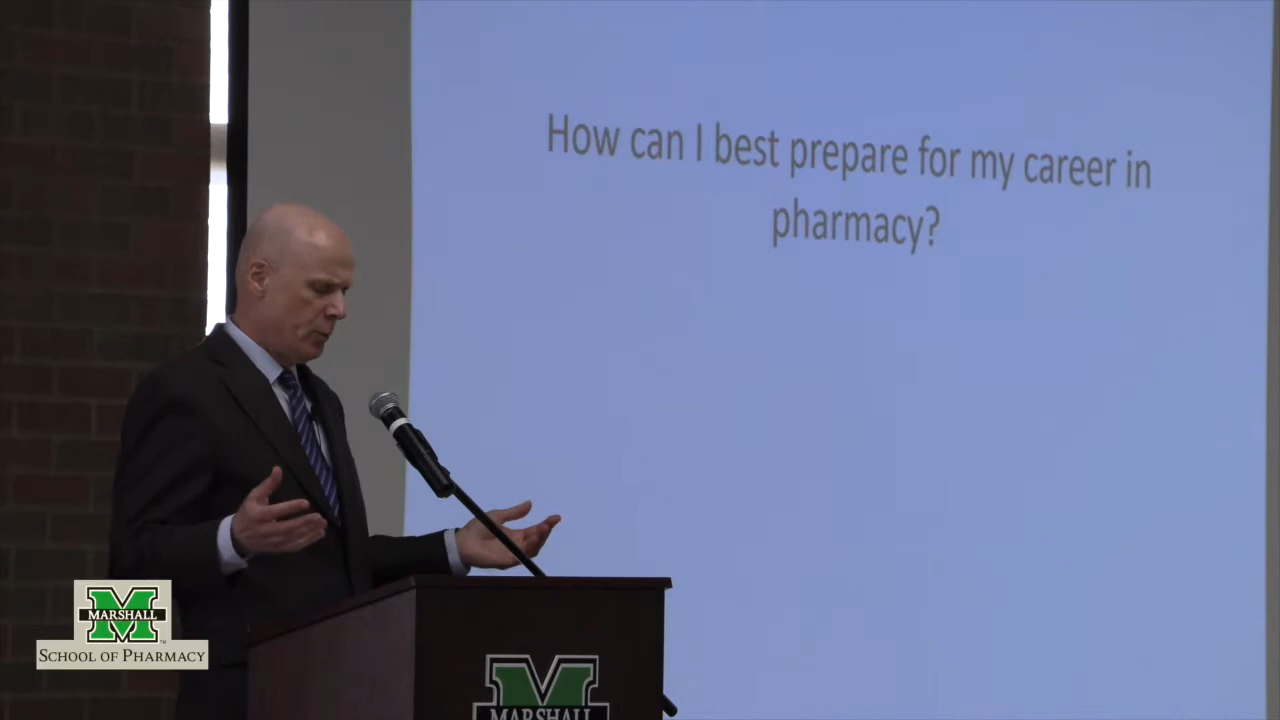 How can I best prepare for my career in
pharmacy?
MARSHALL
SCHOOL OF PHARMACY
MARSHALL